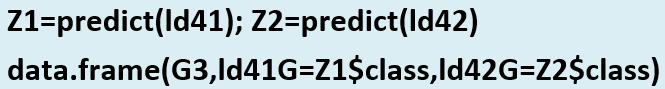 Z1=predict(ld41); Z2=predict(ld42)
data.frame(G3,ld41G=Z1$class,ld42G=Z2$class)